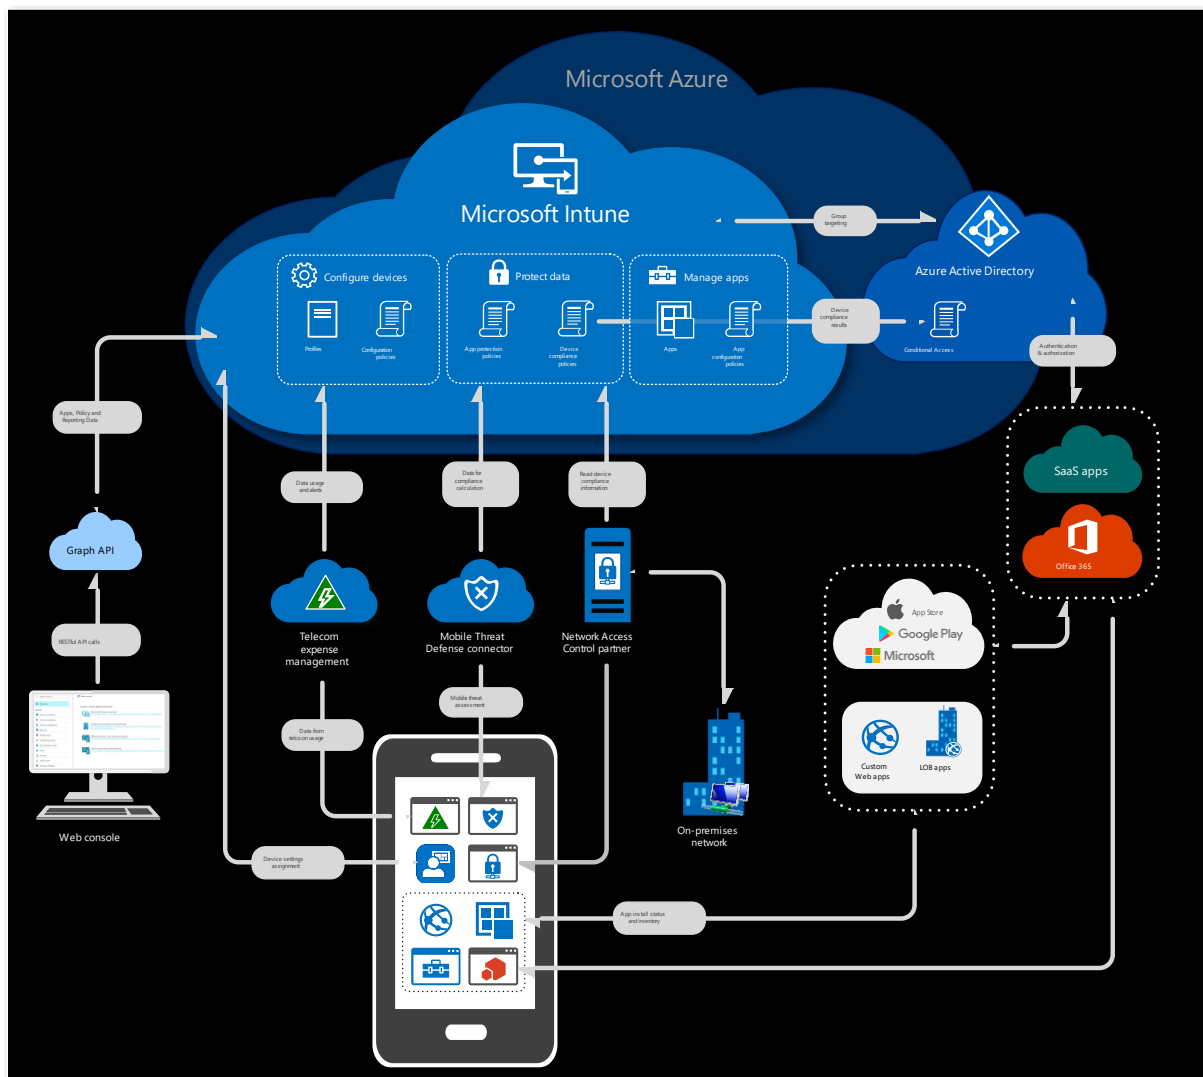 Microsoft Azure
Microsoft Intune
Group
targeting
Azure Active Directory
Configure devices
Protect data
Manage apps
Profiles
Configuration
policies
App protection
policies
Device
compliance
policies
Apps
App
configuration
policies
Device
compliance
results
Conditional Access
Authentication
& authorization
Apps, Policy and
Reporting Data
Data usage
and alerts
Data for
compliance
calculation
Read device
compliance
information
SaaS apps
Office 365
Graph API
RESTful API calls
Telecom
expense
management
Mobile Threat
Defense connector
Network Access
Control partner
App Store
Google Play
Microsoft
Mobile threat
assessment
Data from
telco on usage
Custom
Web apps
LOB apps
Web console
On-premises
network
Device settings
assignment
App install status
and inventory